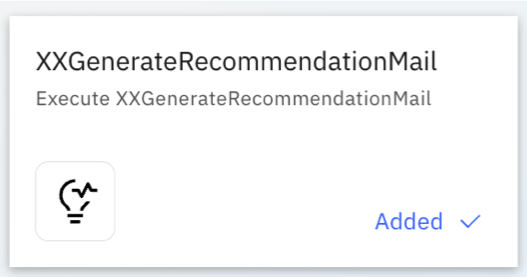 XXGenerateRecommendationMail
Execute XXGenerateRecommendationMail
Added